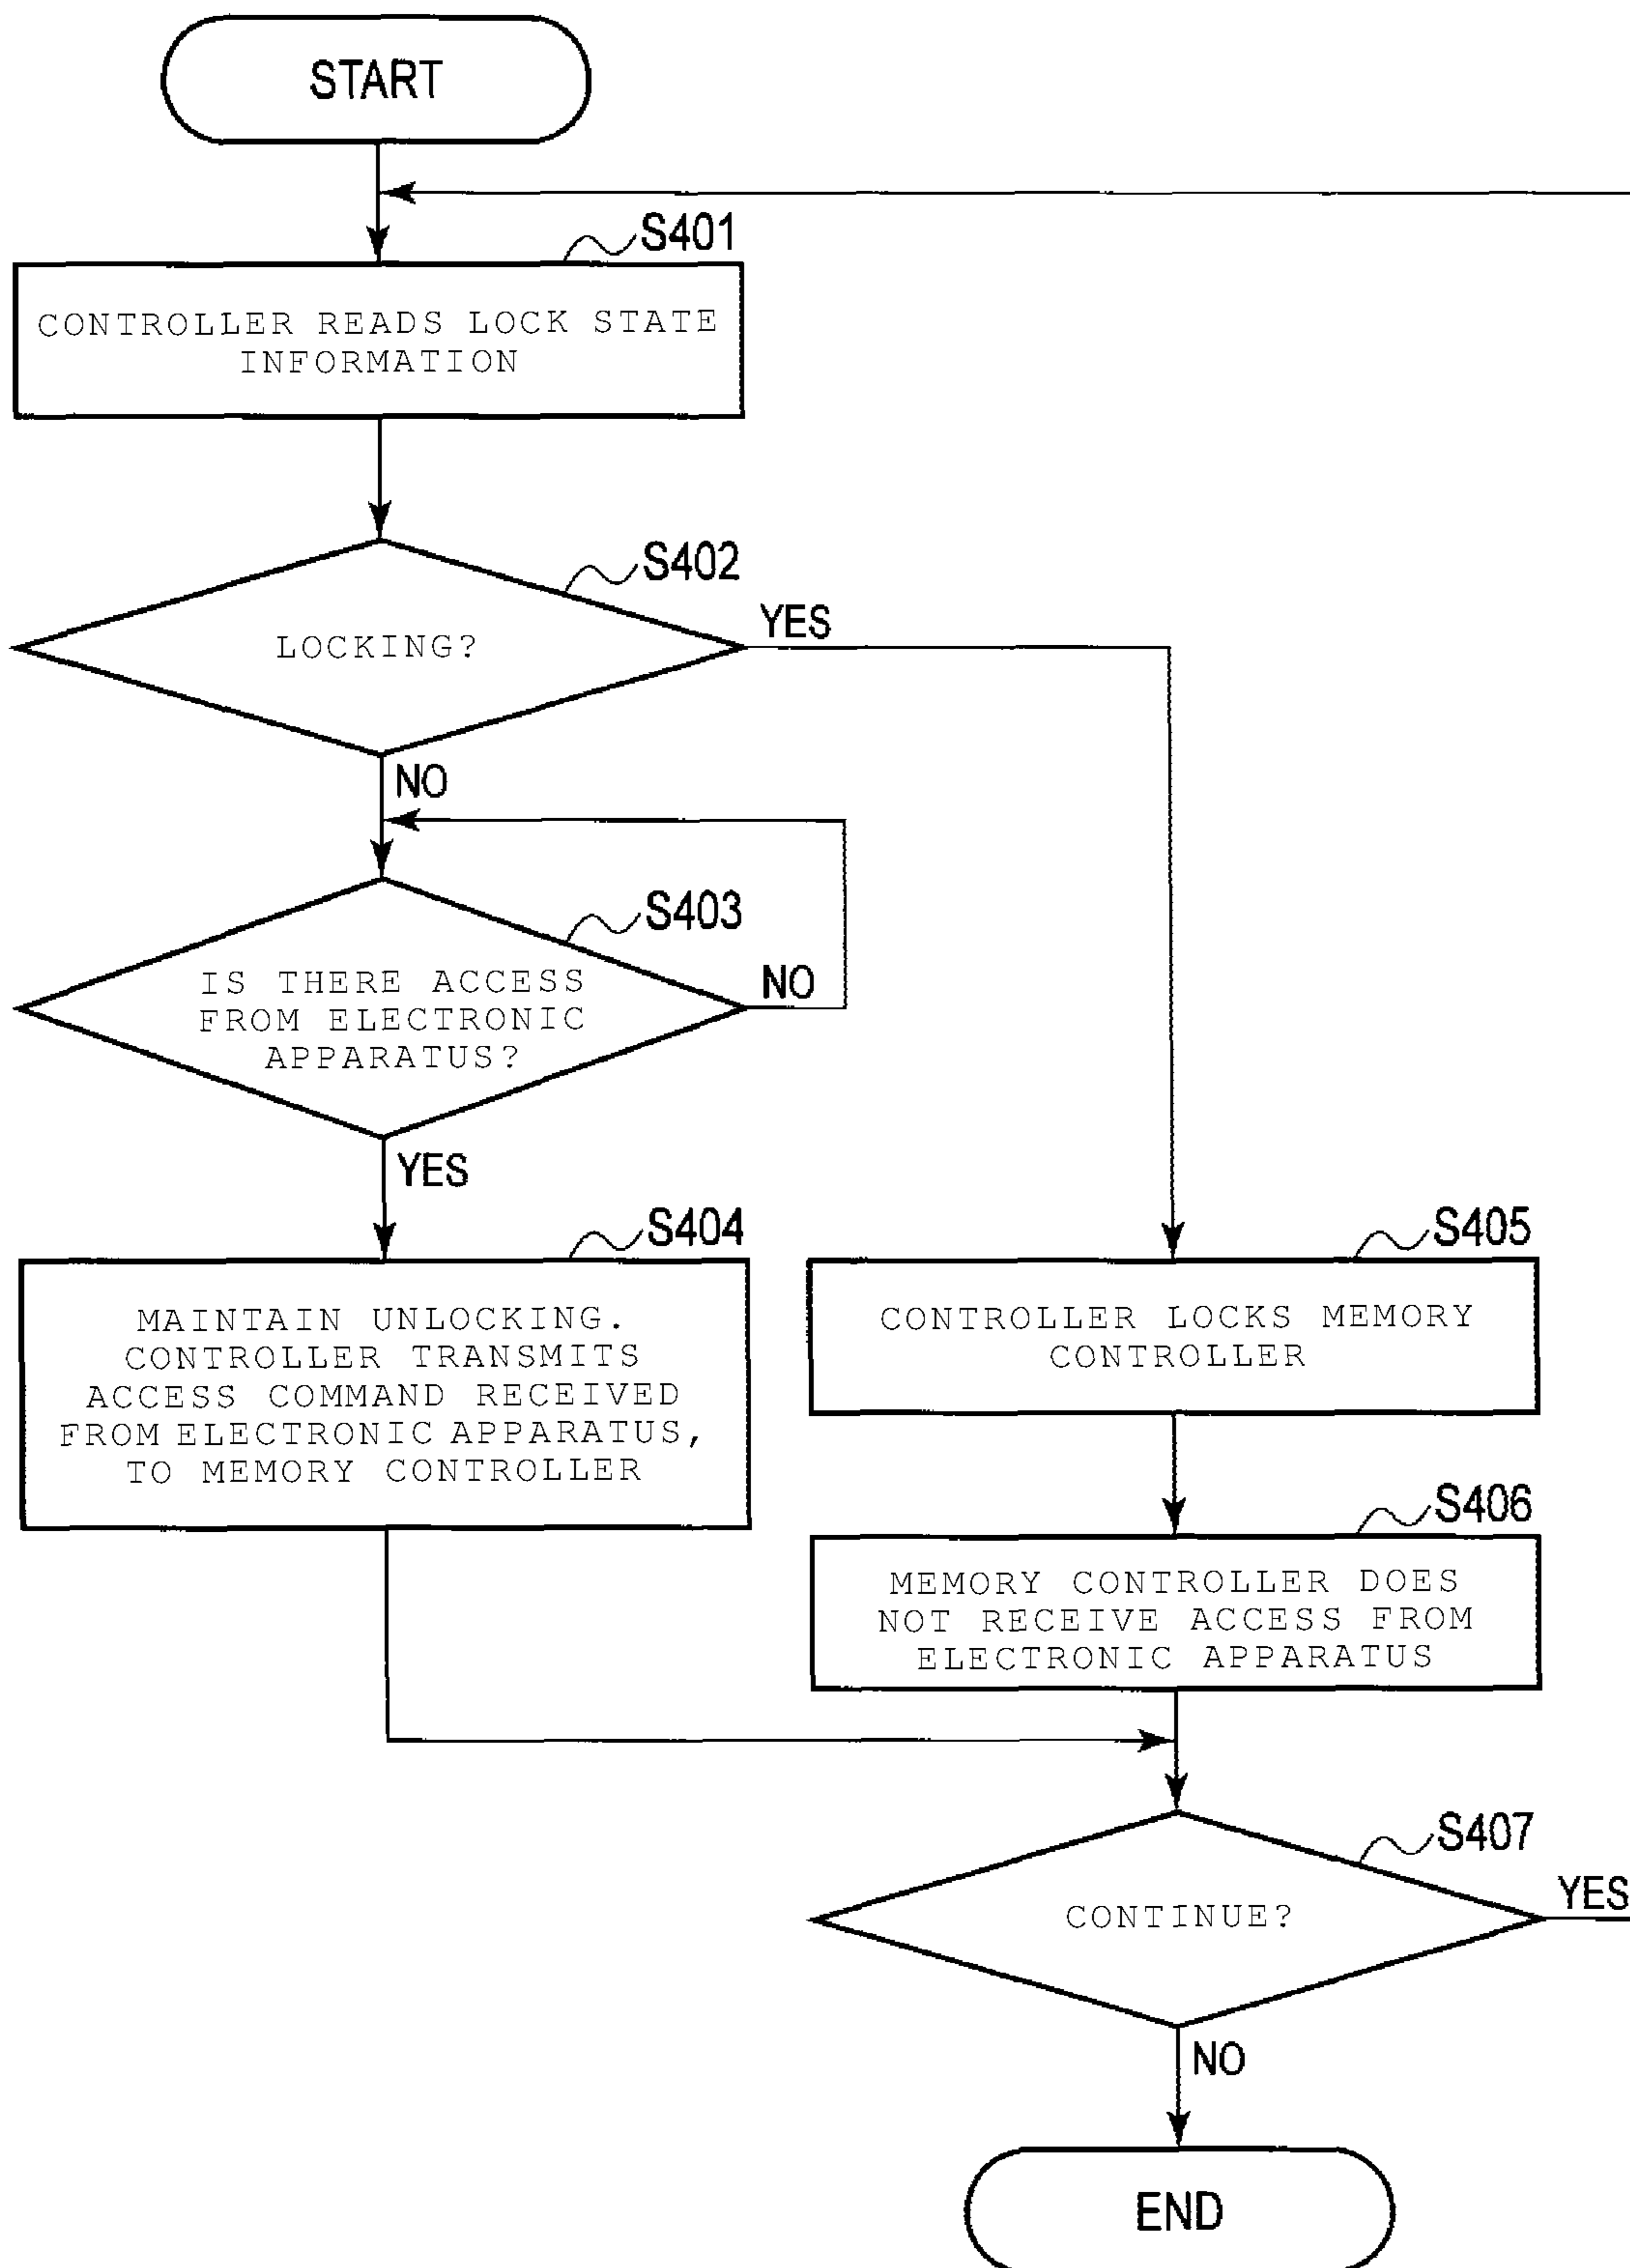 START
S401
CONTROLLER READS LOCK STATE
INFORMATION
S402
LOCKING?
YES
NO
S403
IS THERE ACCESS
FROM ELECTRONIC
APPARATUS?
NO
YES
S404
MAINTAIN UNLOCKING.
CONTROLLER TRANSMITS
ACCESS COMMAND RECEIVED
FROM ELECTRONIC APPARATUS,
TO MEMORY CONTROLLER
S405
CONTROLLER LOCKS MEMORY
CONTROLLER
S406
MEMORY CONTROLLER DOES
NOT RECEIVE ACCESS FROM
ELECTRONIC APPARATUS
S407
CONTINUE?
YES
NO
END